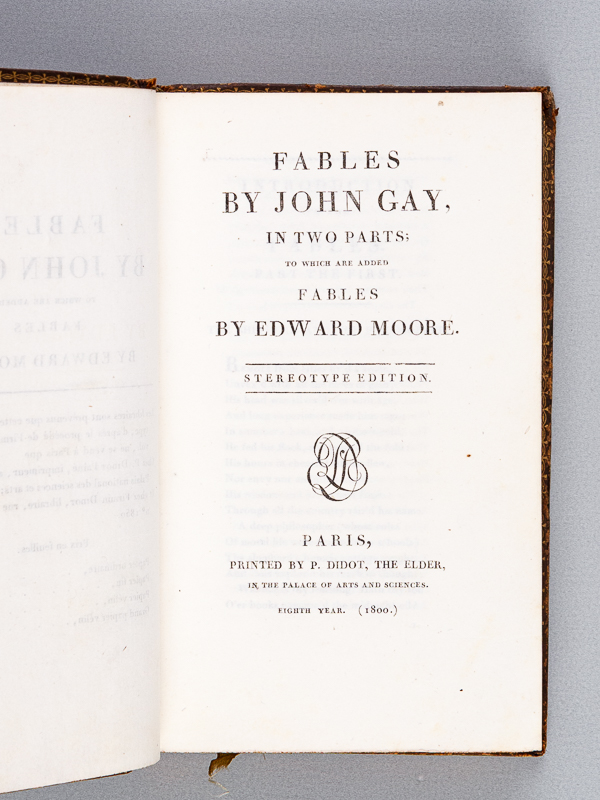 FABLES
BY JOHN GAY,
IN TWO PARTS;
TO WHICH ARE ADDED
FABLES
BY EDWARD MOORE.
STEREOTYPE EDITION.
PARIS,
PRINTED BY P. DIDOT, THE ELDER,
IN THE PALACE OF ARTS AND SCIENCES.
EIGHTH YEAR. (1800.)